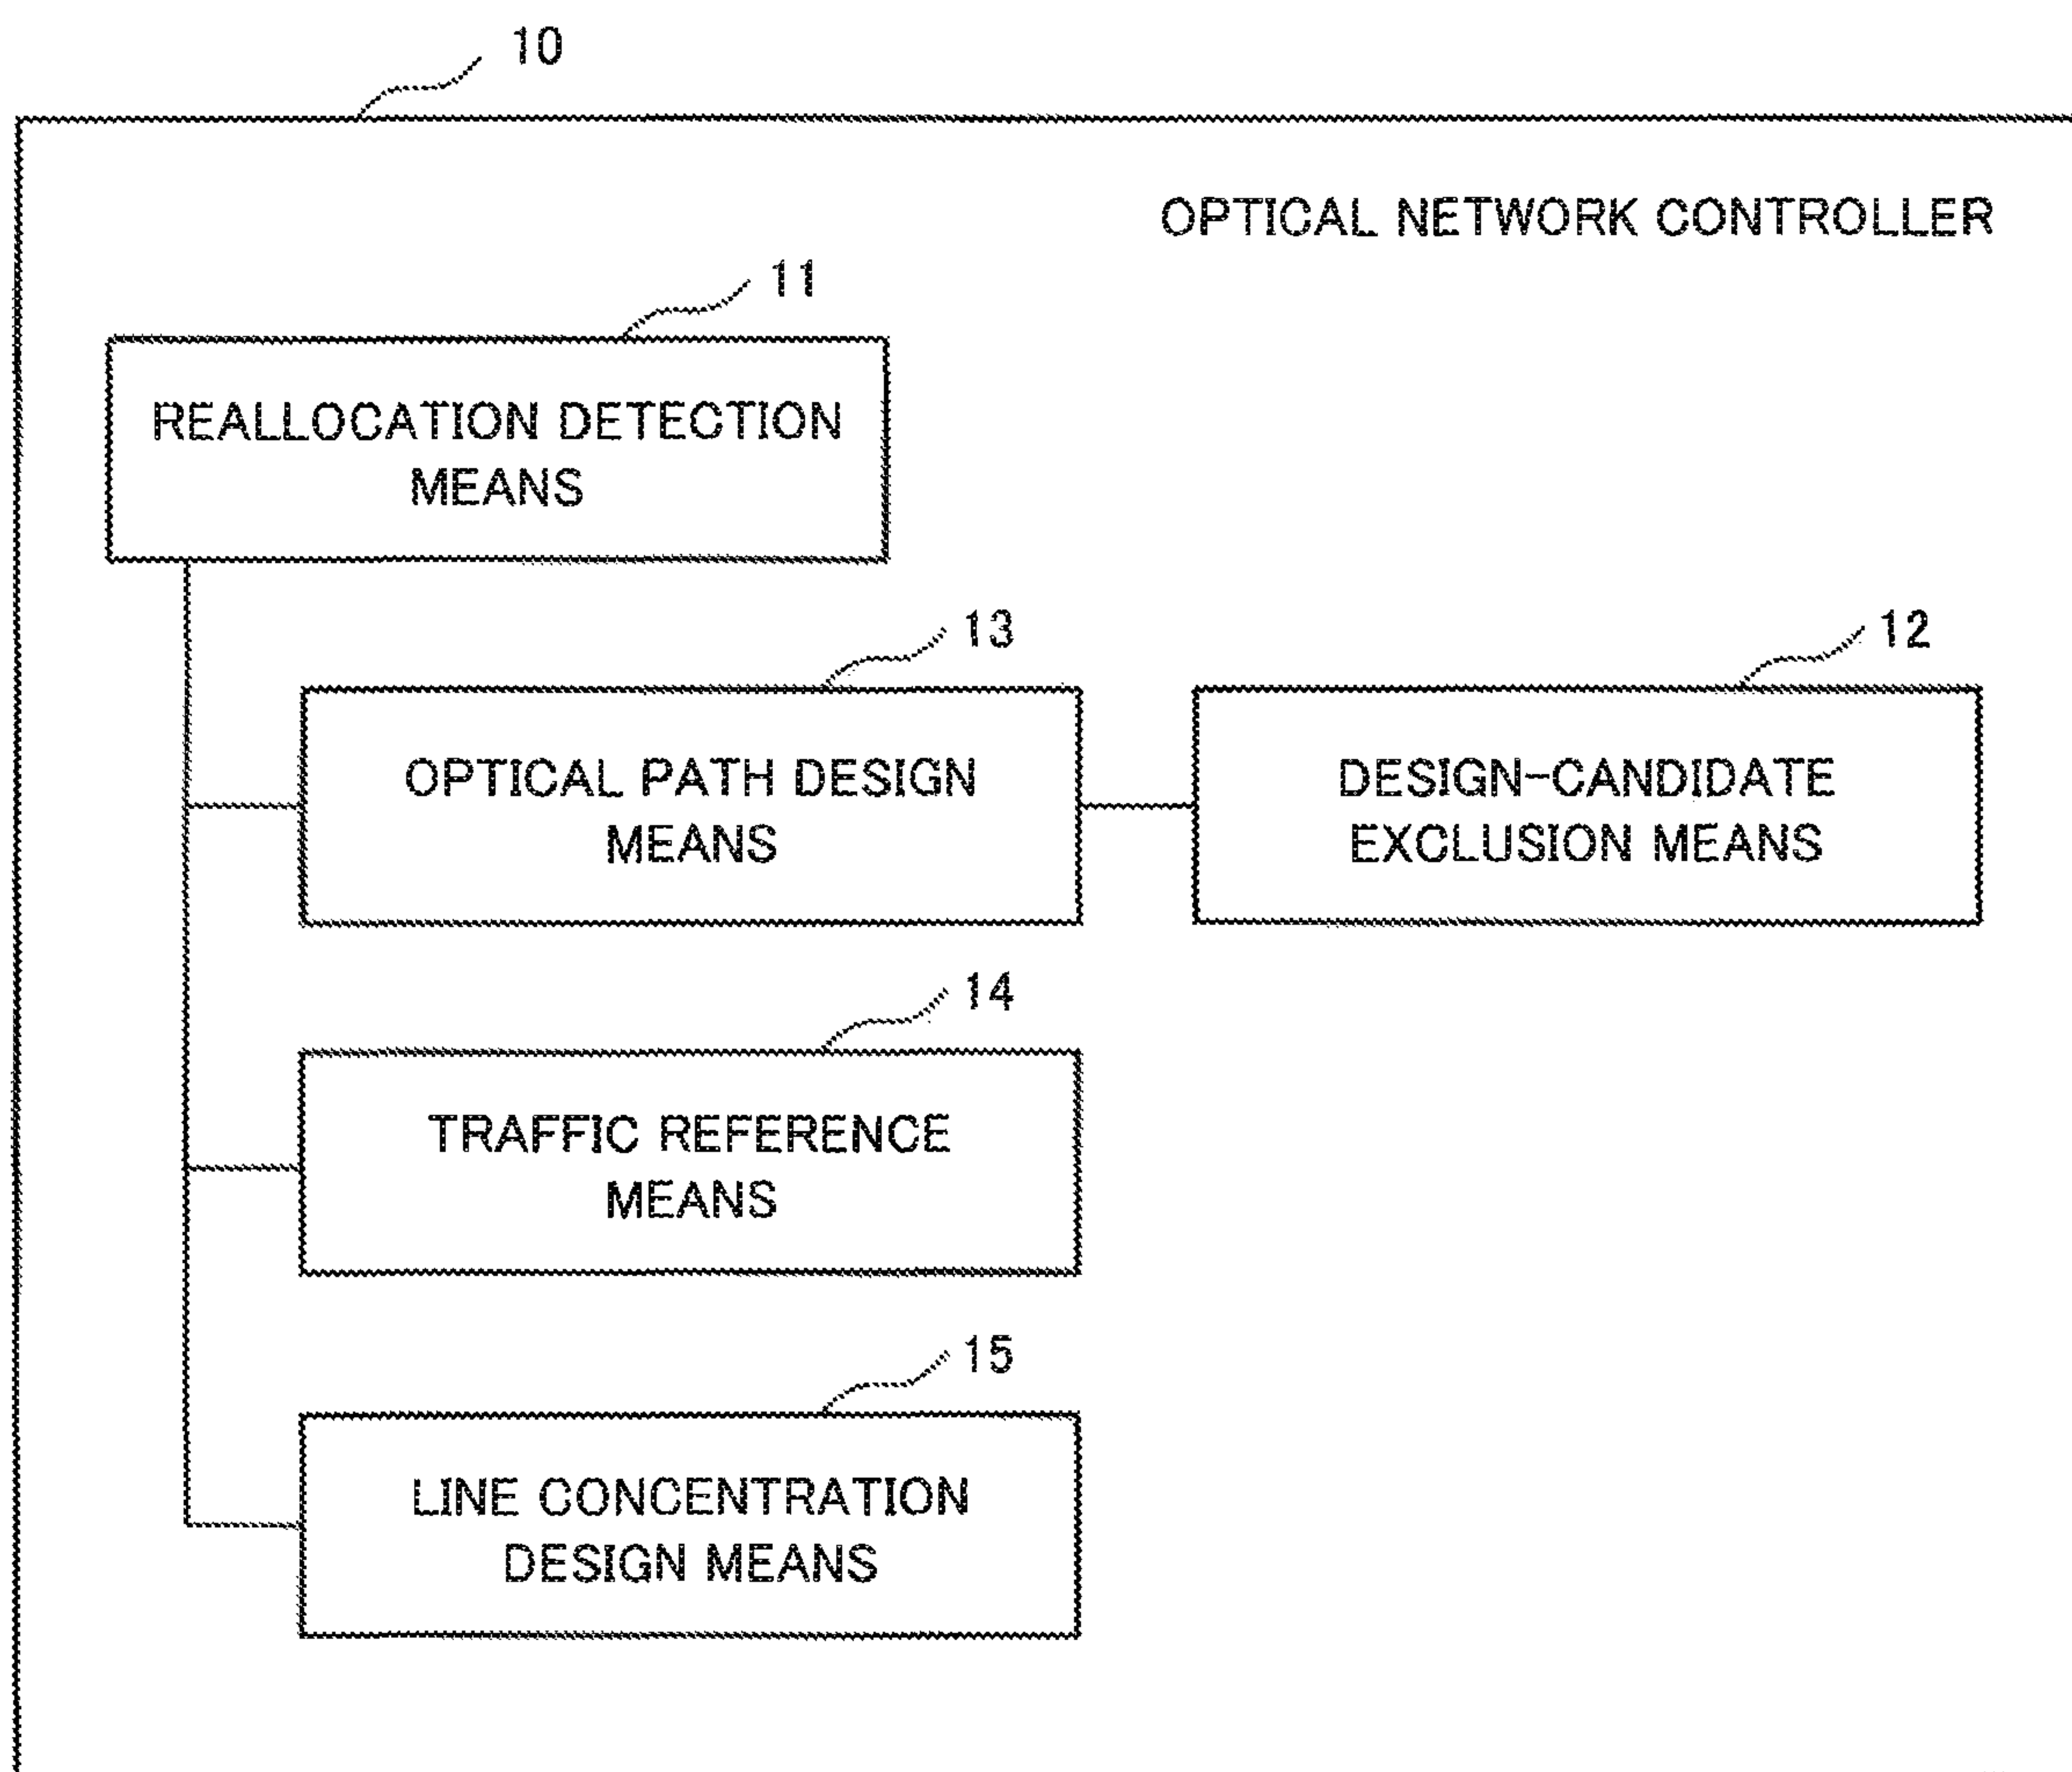 10
OPTICAL NETWORK CONTROLLER
11
REALLOCATION DETECTION
MEANS
13
OPTICAL PATH DESIGN
MEANS
12
DESIGN-CANDIDATE
EXCLUSION MEANS
14
TRAFFIC REFERENCE
MEANS
15
LINE CONCENTRATION
DESIGN MEANS